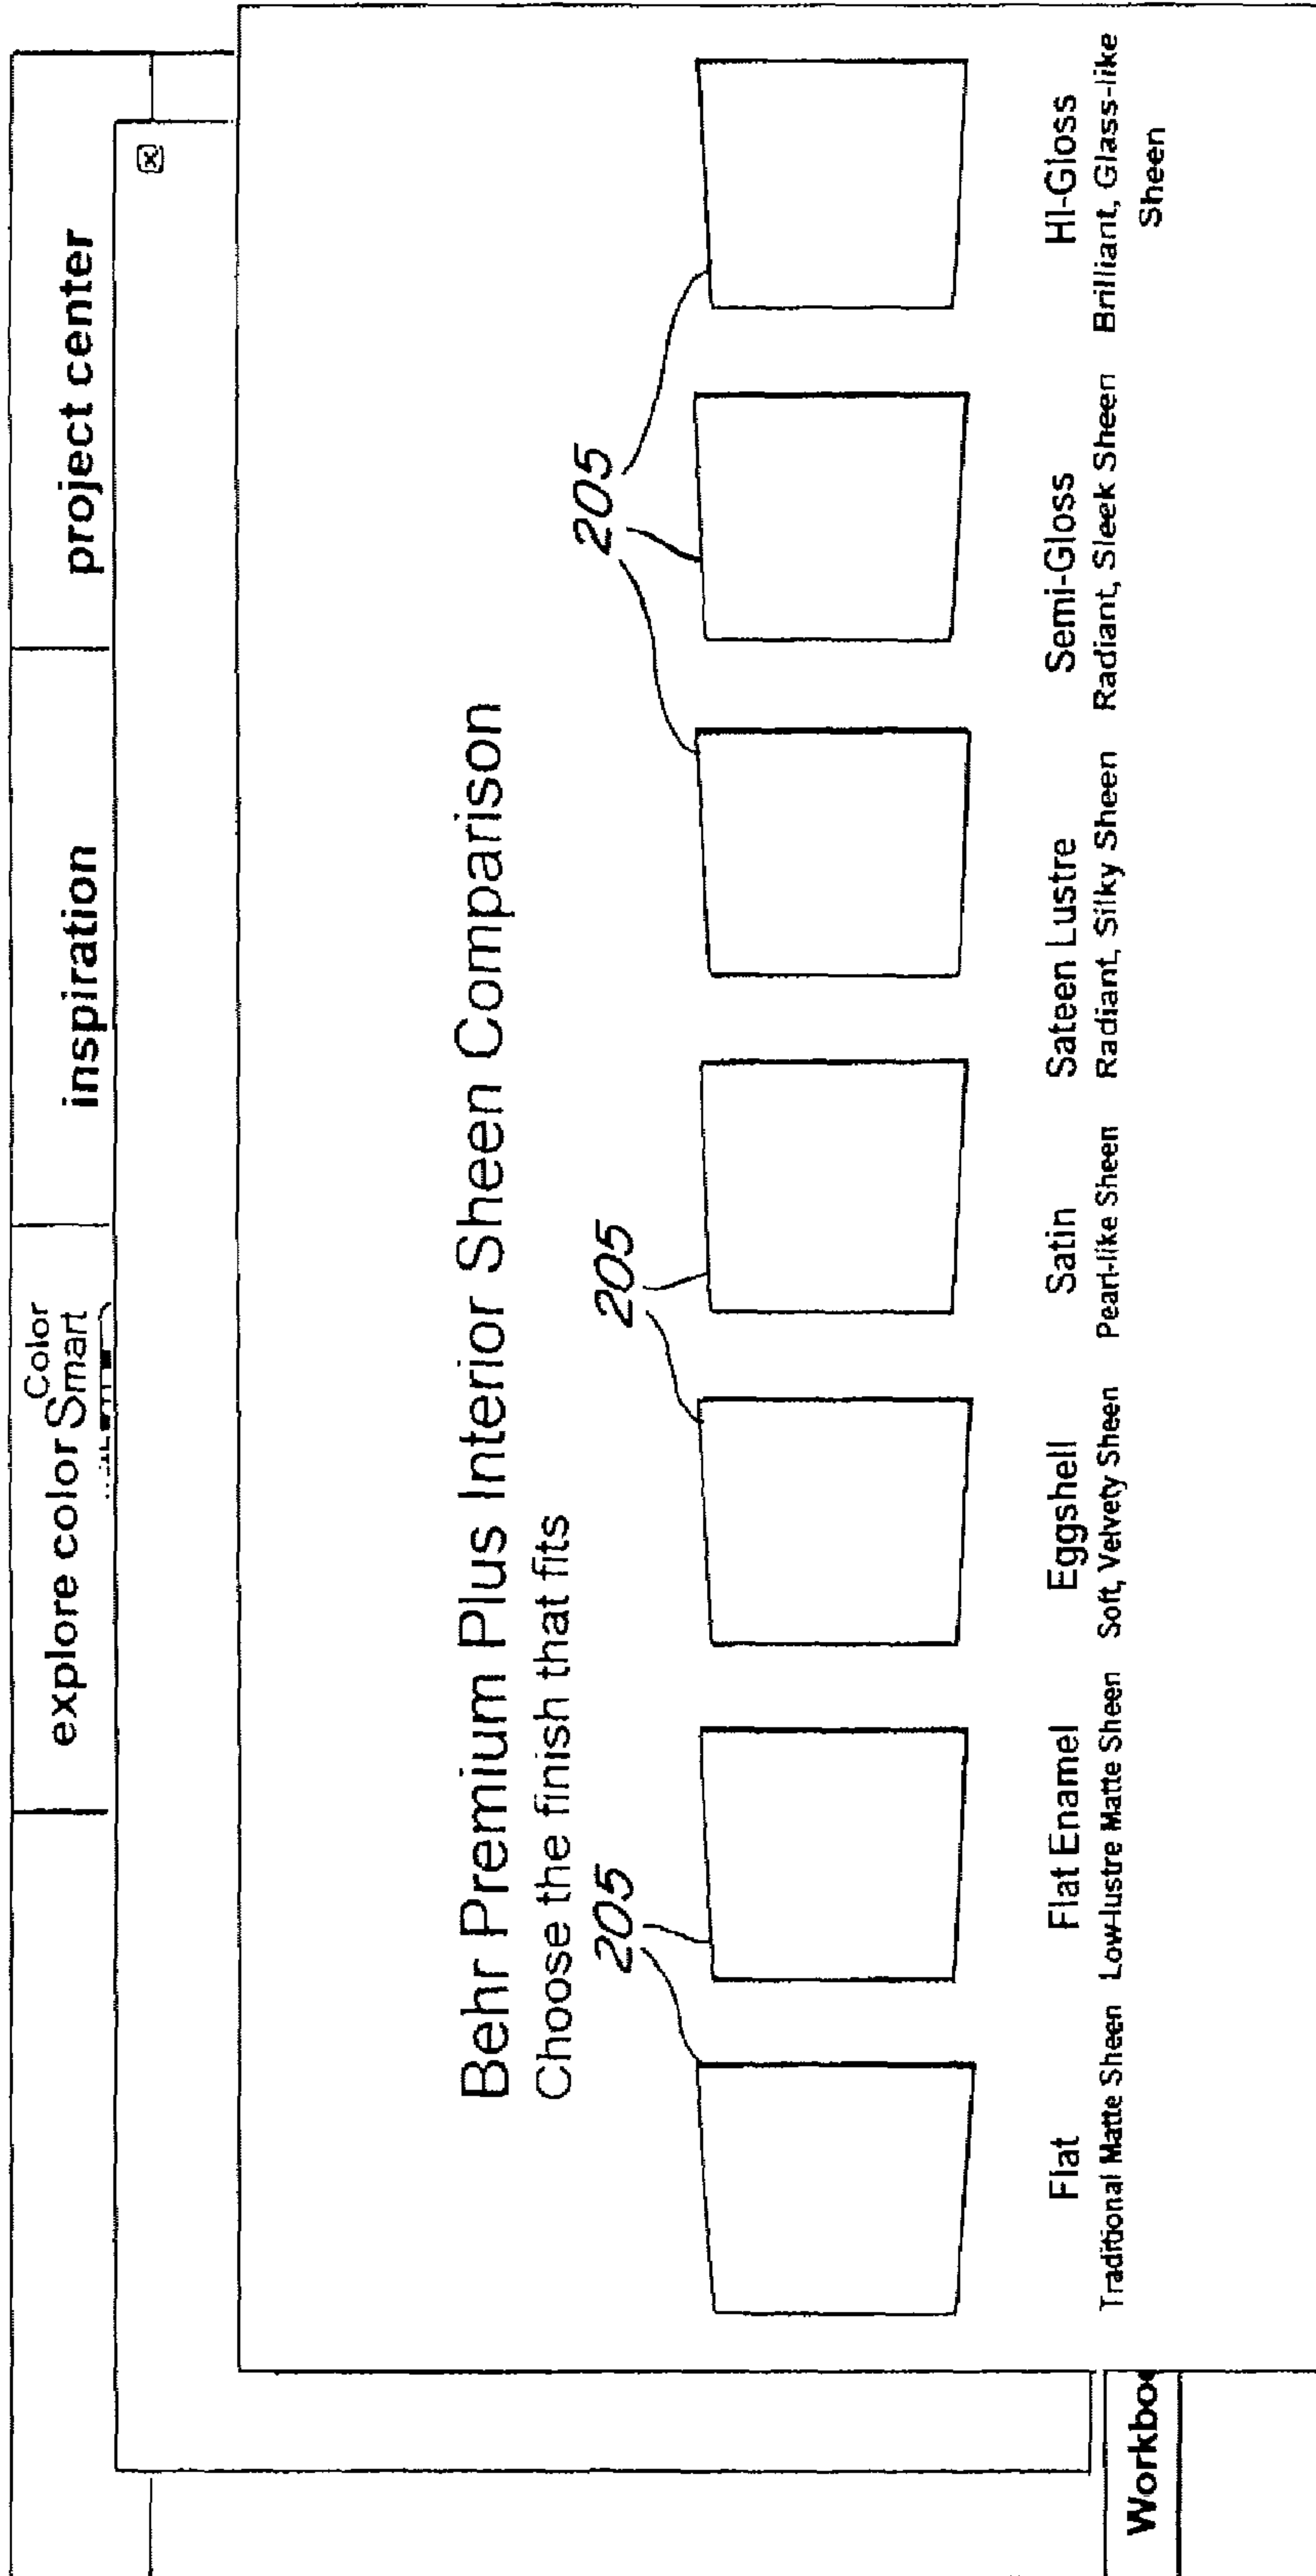 explore color
Color
Smart
inspiration
project center
x
Behr Premium Plus Interior Sheen Comparison
Choose the finish that fits
205
205
205
Flat
Traditional Matte Sheen
Flat Enamel
Low-lustre Matte Sheen
Eggshell
Soft, Velvety Sheen
Satin
Pearl-like Sheen
Sateen Lustre
Radiant, Silky Sheen
Semi-Gloss
Radiant, Sleek Sheen
HI-Gloss
Brilliant, Glass-like
Sheen